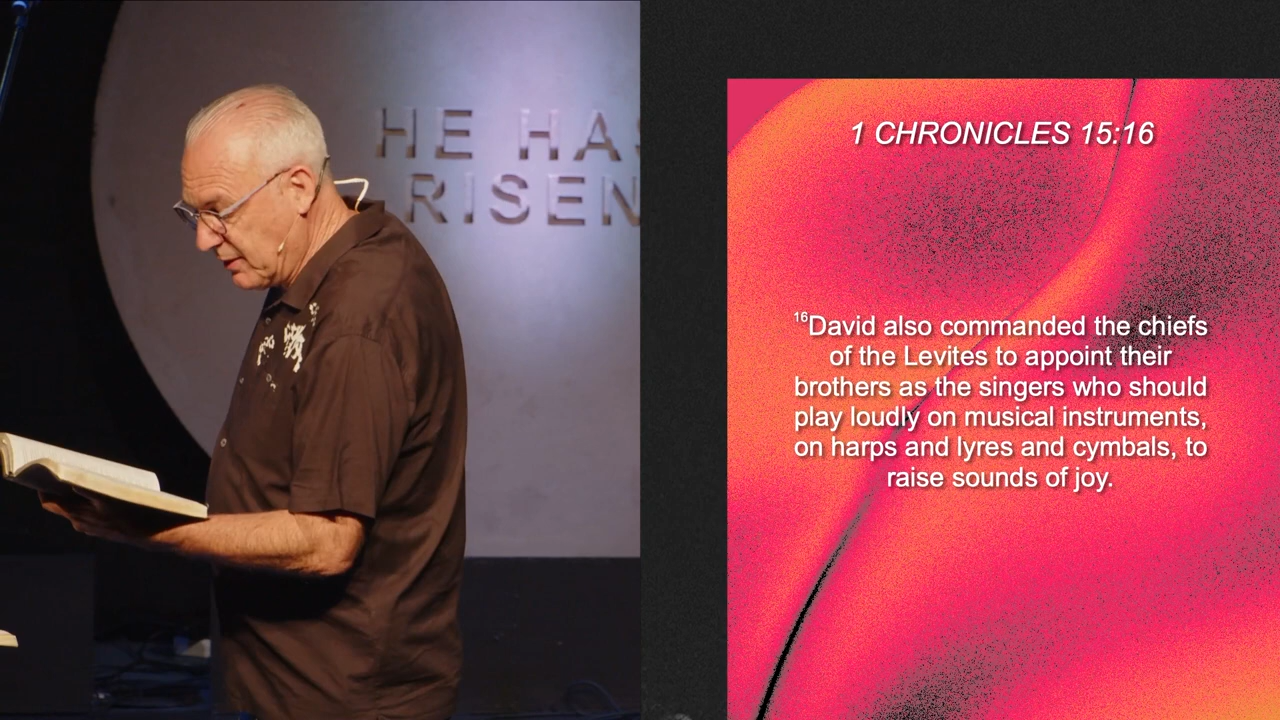 HE HAS
RISEN
1 CHRONICLES 15:16
16David also commanded the chiefs
of the Levites to appoint their
brothers as the singers who should
play loudly on musical instruments,
on harps and lyres and cymbals, to
raise sounds of joy.